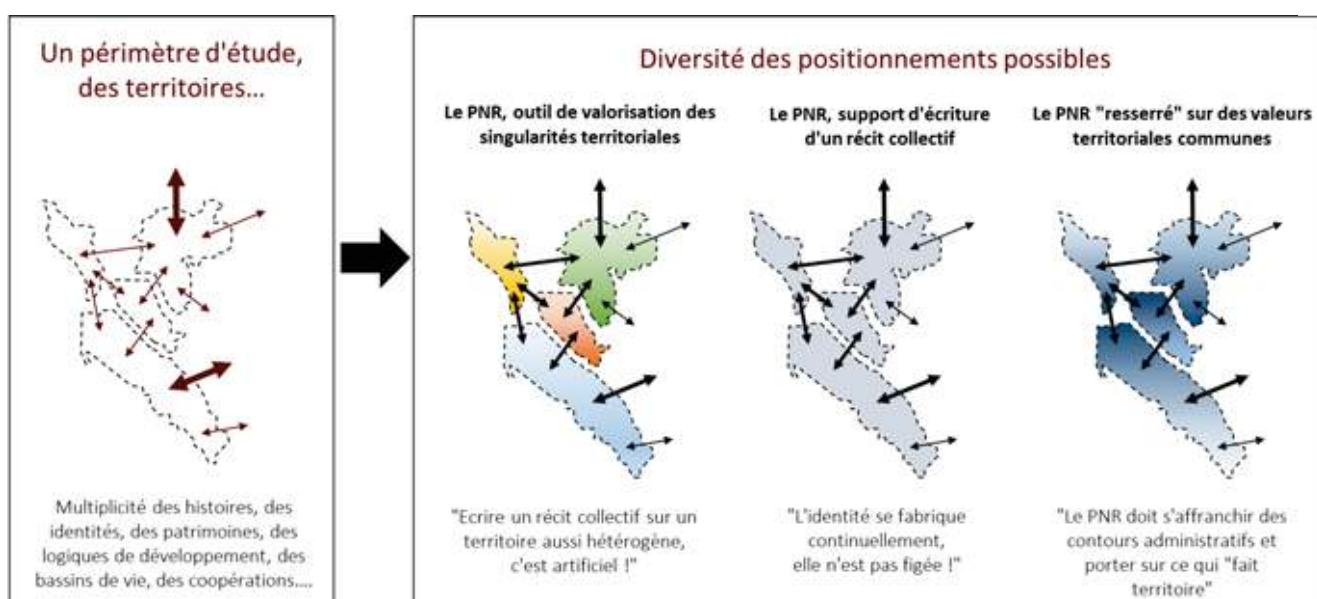 Un périmètre d'étude,
des territoires...
Multiplicité des histoires, des
identités, des patrimoines, des
logiques de développement, des
bassins de vie, des coopérations....
Diversité des positionnements possibles
Le PNR, outil de valorisation des
singularités territoriales
"Ecrire un récit collectif sur un
territoire aussi hétérogène,
c'est artificiel !"
Le PNR, support d'écriture
d'un récit collectif
"L'identité se fabrique
continuellement,
elle n'est pas figée !"
Le PNR "resserré" sur des valeurs
territoriales communes
"Le PNR doit s'affranchir des
contours administratifs et
porter sur ce qui "fait
territoire"